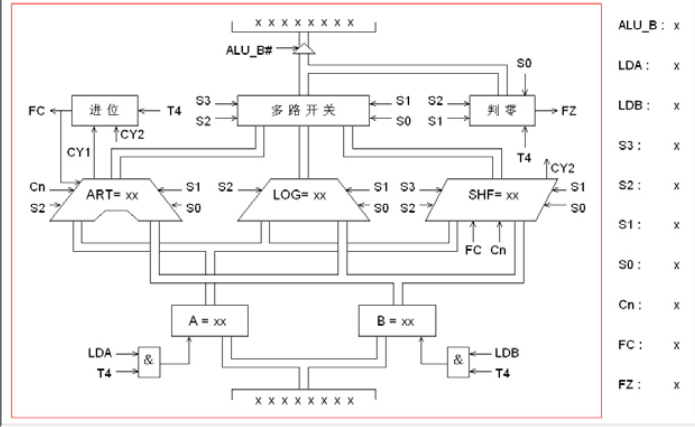 X X X X X X X X
ALU_B#
S0
S3
S2
多路开关
S1
S0
S2
S1
判零
FZ
T4
FC
进位
T4
CY1
CY2
Cn
S2
ART= xx
S1
S0
S2
LOG= xx
S1
S0
S3
S2
SHF= xx
CY2
S1
S0
FC Cn
A = xx
B = xx
LDA
T4
&
&
LDB
T4
X X X X X X X X
ALU_B : x
LDA : x
LDB : x
S3 : x
S2 : x
S1 : x
S0 : x
Cn : x
FC : x
FZ : x